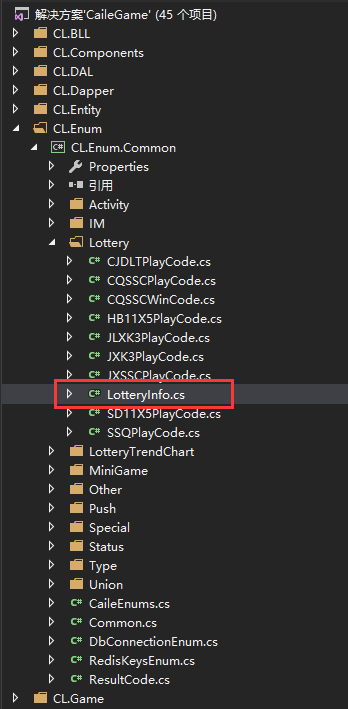 解决方案'CaileGame' (45 个项目)
CL.BLL
CL.Components
CL.DAL
CL.Dapper
CL.Entity
CL.Enum
C# CL.Enum.Common
Properties
引用
Activity
IM
Lottery
C# CJDLTPlayCode.cs
C# CQSSCPlayCode.cs
C# CQSSCWinCode.cs
C# HB11X5PlayCode.cs
C# JLXK3PlayCode.cs
C# JXK3PlayCode.cs
C# JXSSCPlayCode.cs
C# LotteryInfo.cs
C# SD11X5PlayCode.cs
C# SSQPlayCode.cs
LotteryTrendChart
MiniGame
Other
Push
Special
Status
Type
Union
C# CaileEnums.cs
C# Common.cs
C# DbConnectionEnum.cs
C# RedisKeysEnum.cs
C# ResultCode.cs
CL.Game